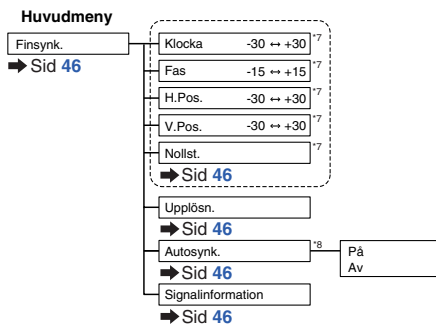 Huvudmeny
Finsynk.
➡ Sid 46
Klocka -30 ↔ +30 *7
Fas -15 ↔ +15 *7
H.Pos. -30 ↔ +30 *7
V.Pos. -30 ↔ +30 *7
Nollst. *7
➡ Sid 46
Upplösn.
➡ Sid 46
Autosynk. *8
På
Av
➡ Sid 46
Signalinformation
➡ Sid 46